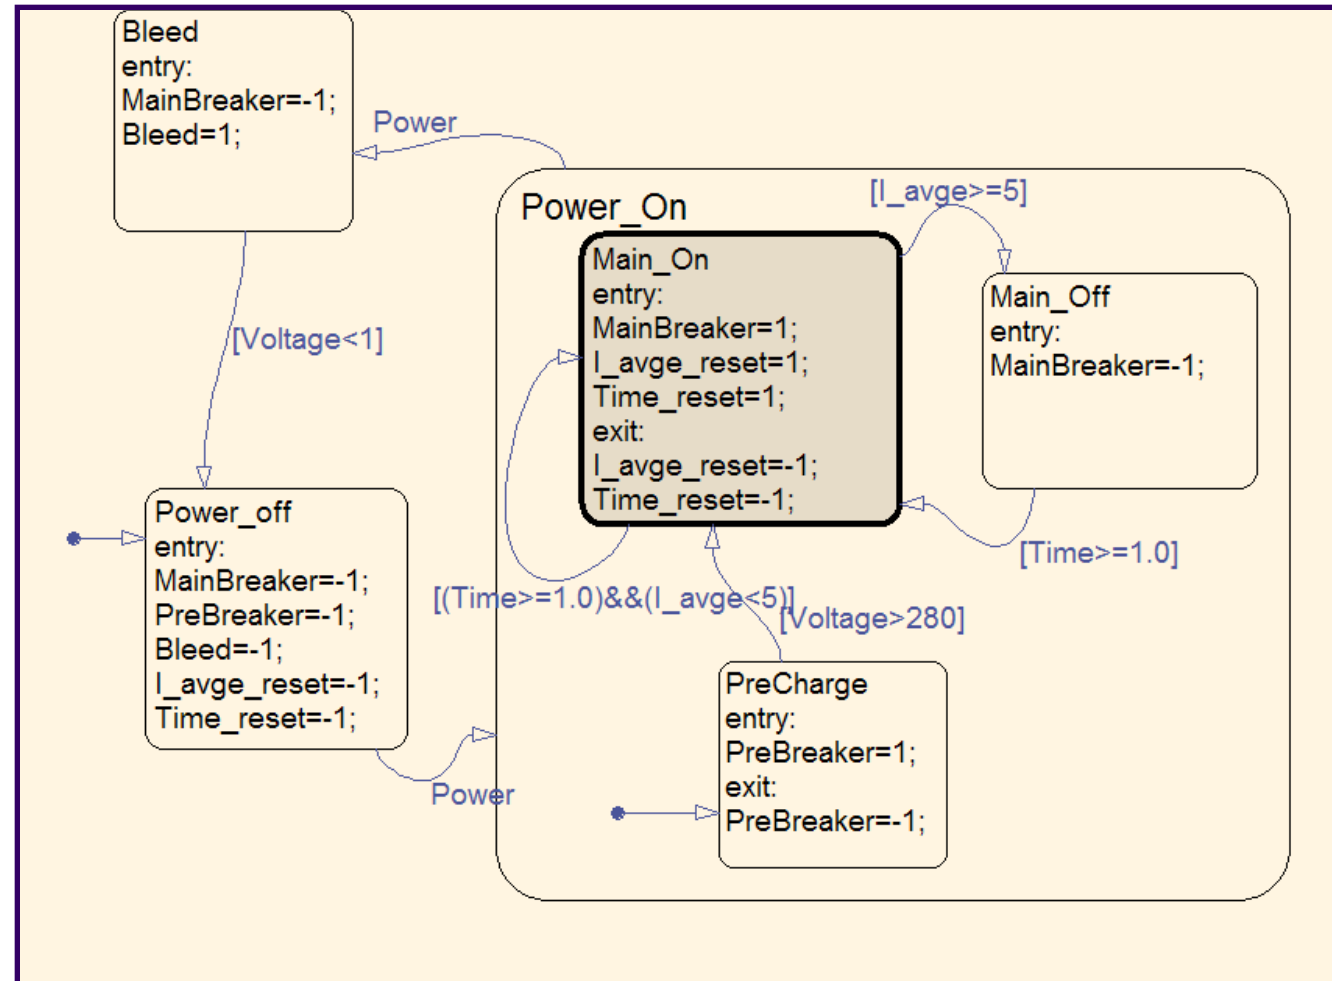 Bleed
entry:
MainBreaker=-1;
Bleed=1;
Power
[Voltage<1]
Power_off
entry:
MainBreaker=-1;
PreBreaker=-1;
Bleed=-1;
I_avge_reset=-1;
Time_reset=-1;
Power
Power_On
Main_On
entry:
MainBreaker=1;
I_avge_reset=1;
Time_reset=1;
exit:
I_avge_reset=-1;
Time_reset=-1;
[I_avge>=5]
Main_Off
entry:
MainBreaker=-1;
[Time>=1.0]
[(Time>=1.0)&&(I_avge<5)]
[Voltage>280]
PreCharge
entry:
PreBreaker=1;
exit:
PreBreaker=-1;